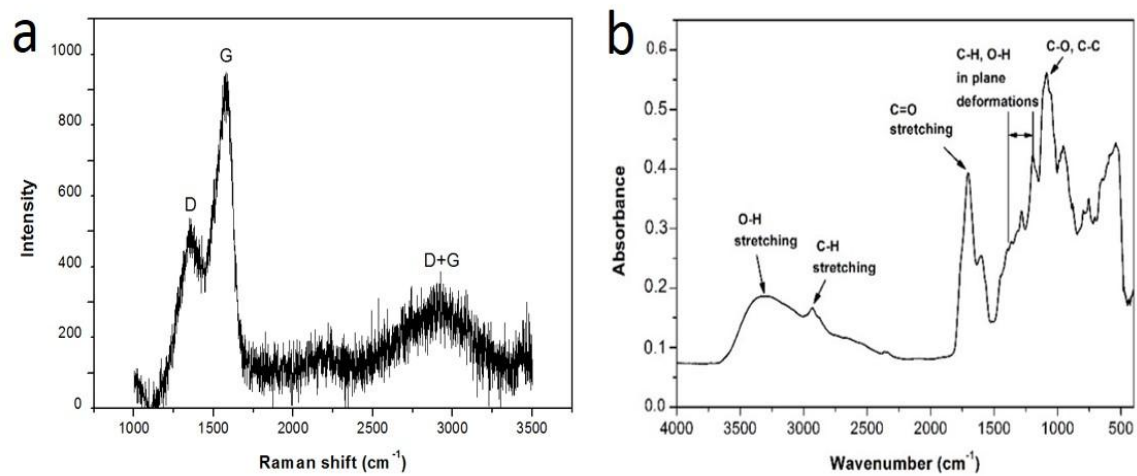 a
1000
G
800
D
600
D+G
400
200
0
Intensity
1000 1500 2000 2500 3000 3500
Raman shift (cm⁻¹)
b
0.6
C-H, O-H
in plane
deformations
C-O, C-C
0.5
C=O
stretching
0.4
O-H
stretching
C-H
stretching
0.3
0.2
0.1
0.0
Absorbance
4000 3500 3000 2500 2000 1500 1000 500
Wavenumber (cm⁻¹)